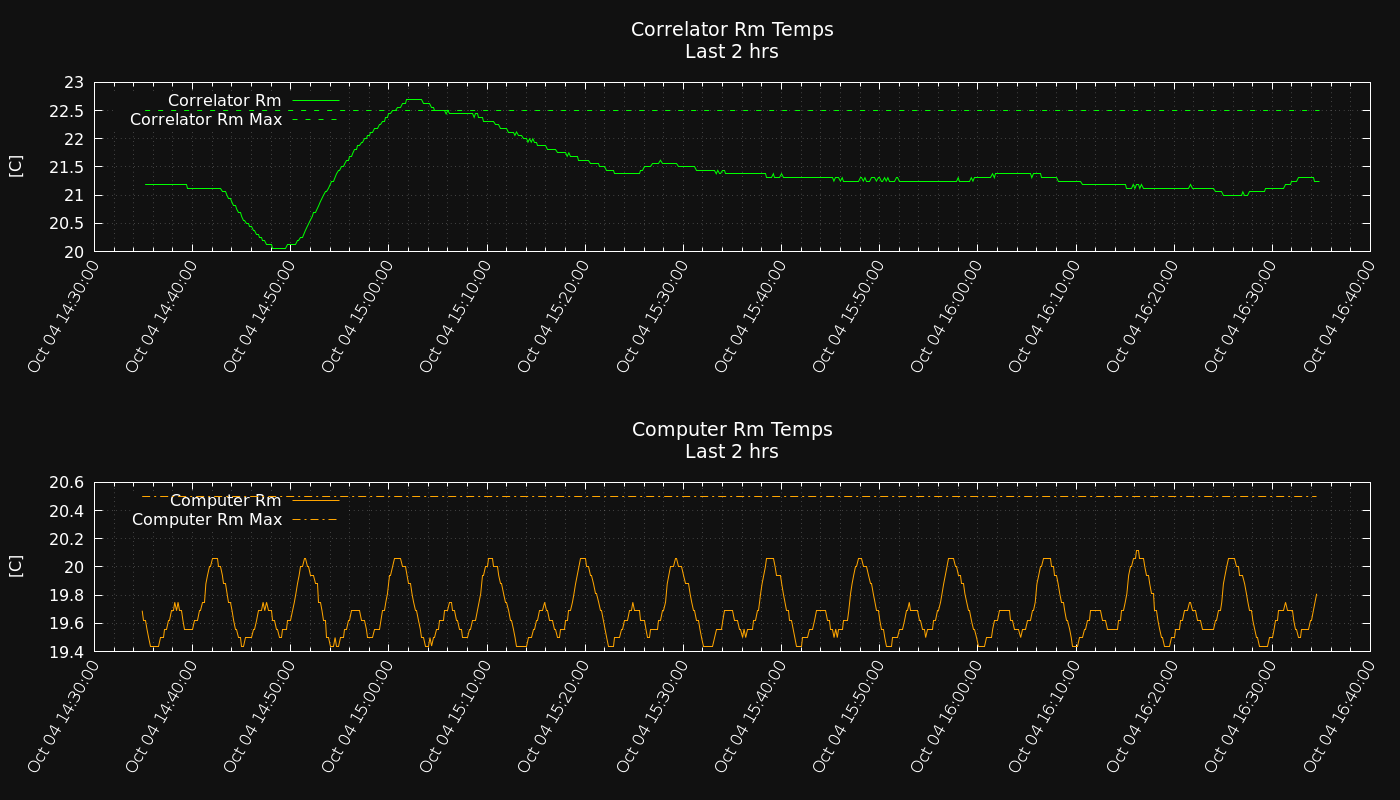 Correlator Rm Temps
Last 2 hrs
[C]
23
22.5
22
21.5
21
20.5
20
Correlator Rm
Correlator Rm Max
Oct 04 14:30:00
Oct 04 14:40:00
Oct 04 14:50:00
Oct 04 15:00:00
Oct 04 15:10:00
Oct 04 15:20:00
Oct 04 15:30:00
Oct 04 15:40:00
Oct 04 15:50:00
Oct 04 16:00:00
Oct 04 16:10:00
Oct 04 16:20:00
Oct 04 16:30:00
Oct 04 16:40:00
Computer Rm Temps
Last 2 hrs
[C]
20.6
20.4
20.2
20
19.8
19.6
19.4
Computer Rm
Computer Rm Max
Oct 04 14:30:00
Oct 04 14:40:00
Oct 04 14:50:00
Oct 04 15:00:00
Oct 04 15:10:00
Oct 04 15:20:00
Oct 04 15:30:00
Oct 04 15:40:00
Oct 04 15:50:00
Oct 04 16:00:00
Oct 04 16:10:00
Oct 04 16:20:00
Oct 04 16:30:00
Oct 04 16:40:00